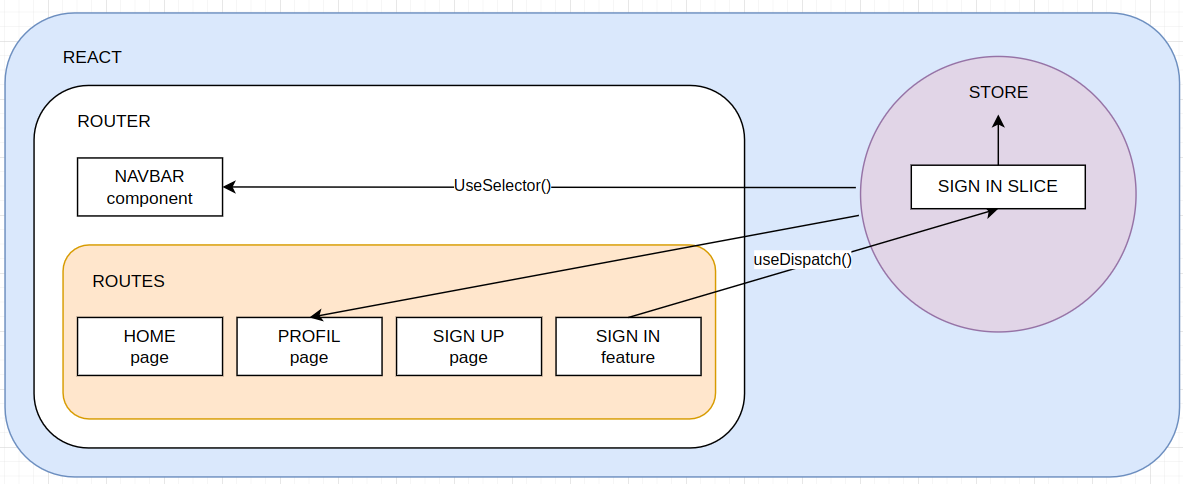 REACT
STORE
ROUTER
NAVBAR
component
UseSelector()
SIGN IN SLICE
useDispatch()
ROUTES
HOME
page
PROFIL
page
SIGN UP
page
SIGN IN
feature